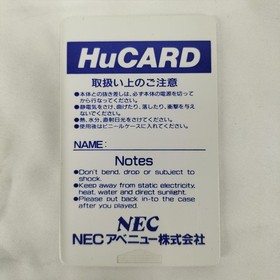 HuCARD
取扱い上のご注意
●本体との抜き差しは、必ず本体の電源を切って
から行なってください。
●静電気をさけ、曲げたり、落したり、衝撃を与え
ないでください。
●熱、水分、直射日光をさけてください。
●使用後はビニールケースに入れてください。
NAME:
Notes
●Don't bend, drop or subject to
shock.
●Keep away from static electricity,
heat, water and direct sunlight.
●Please put back in-to the case
after you played.
NEC
NECアベニュー株式会社